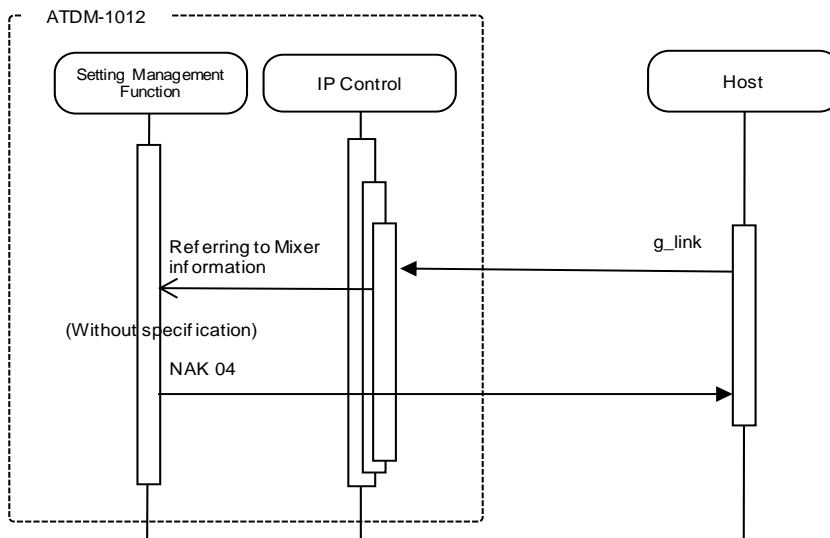 ATDM-1012
Setting Management
Function
IP Control
Host
g_link
Referring to Mixer
information
(Without specification)
NAK 04